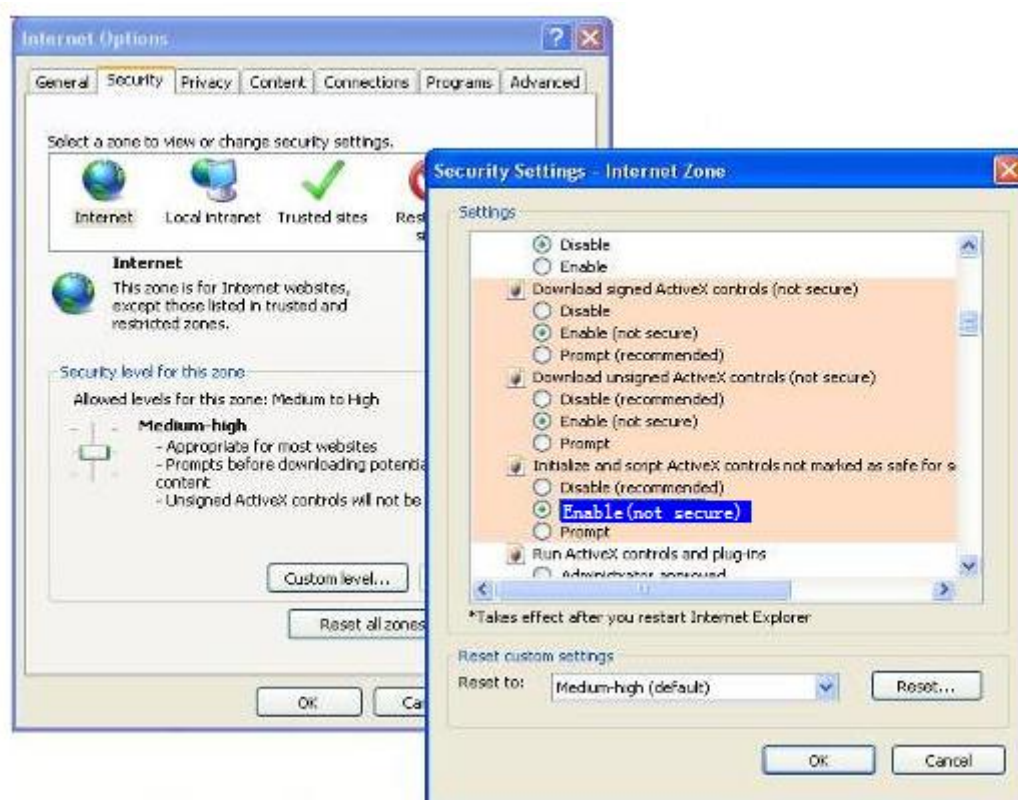 Internet Options
General Security Privacy Content Connections Programs Advanced
Select a zone to view or change security settings.
Internet Local intranet Trusted sites
Internet
This zone is for Internet websites,
except those listed in trusted and
restricted zones.
Security level for this zone
Allowed levels for this zone: Medium to High
Medium-high
- Appropriate for most websites
- Prompts before downloading
content
- Unsigned ActiveX controls will not be
Custom level...
Reset all zones
OK
Security Settings - Internet Zone
Settings
Disable
Enable
Download signed ActiveX controls (not secure)
Disable
Enable (not secure)
Prompt (recommended)
Download unsigned ActiveX controls (not secure)
Disable (recommended)
Enable (not secure)
Prompt
Initialize and script ActiveX controls not marked as safe for s
Disable (recommended)
Enable(not secure)
Prompt
Run ActiveX controls and plug-ins
Administrator approved
*Takes effect after you restart Internet Explorer
Reset custom settings
Reset to: Medium-high (default) Reset...
OK Cancel